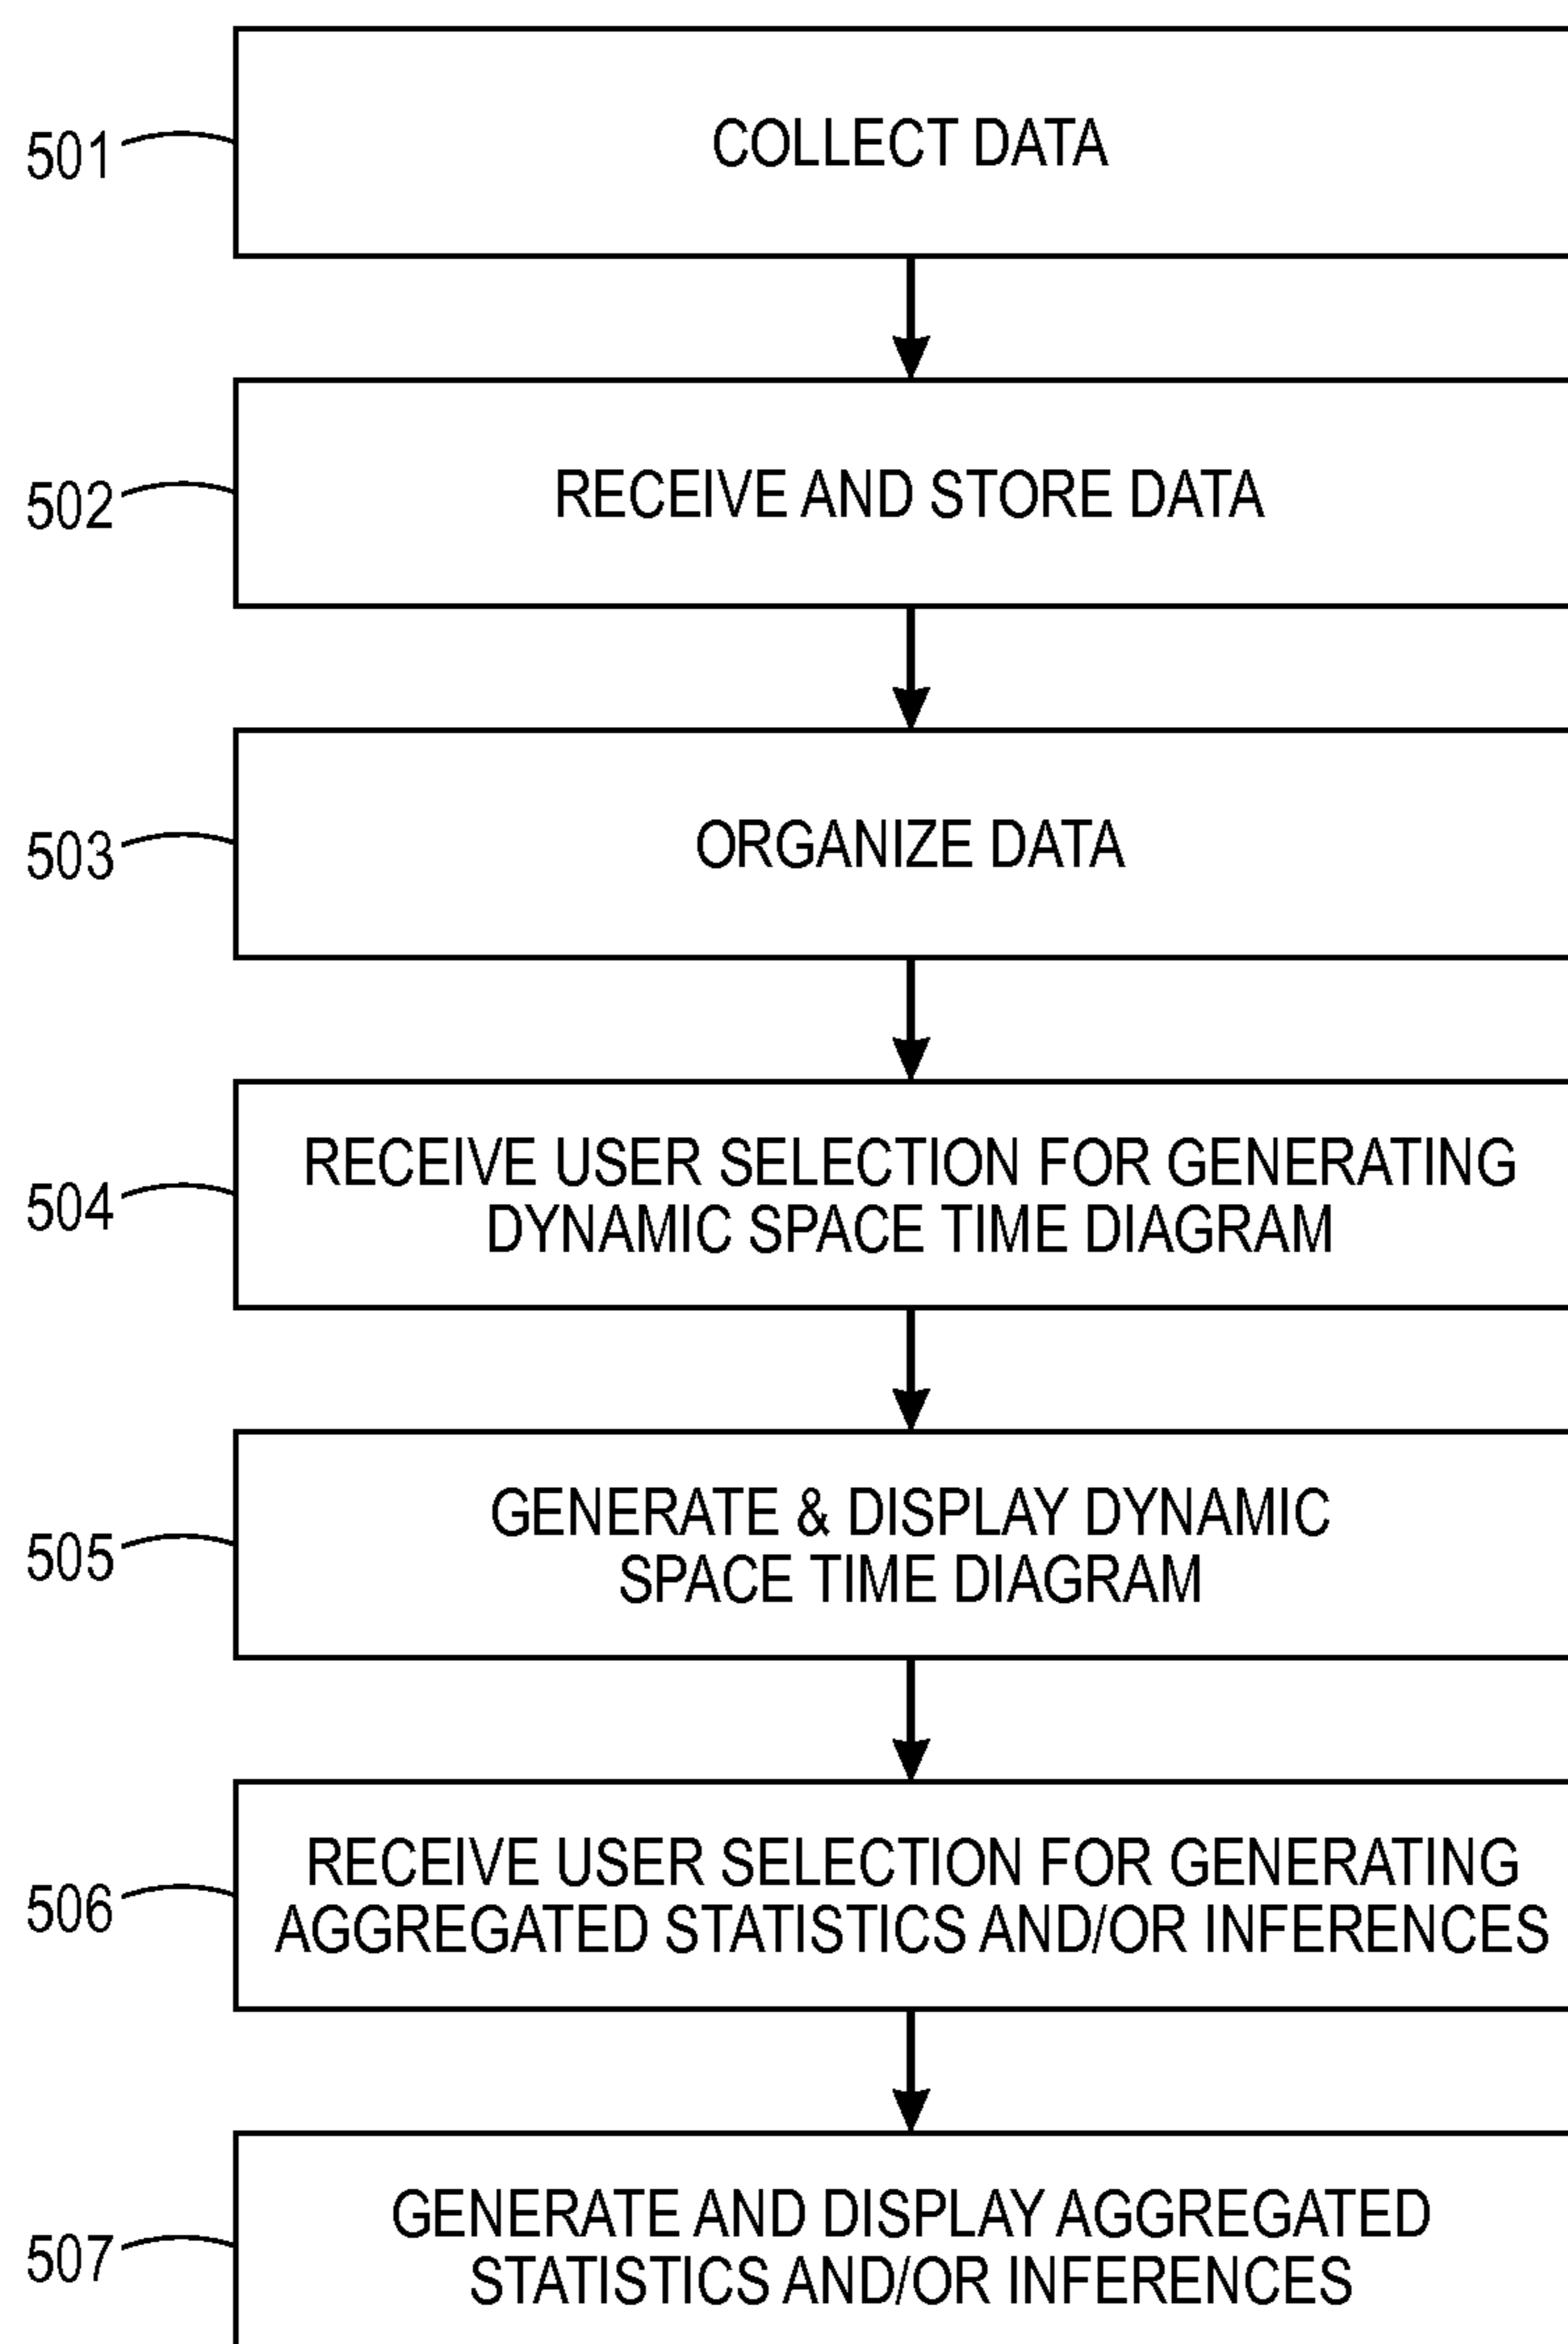 501
COLLECT DATA
502
RECEIVE AND STORE DATA
503
ORGANIZE DATA
504
RECEIVE USER SELECTION FOR GENERATING
DYNAMIC SPACE TIME DIAGRAM
505
GENERATE & DISPLAY DYNAMIC
SPACE TIME DIAGRAM
506
RECEIVE USER SELECTION FOR GENERATING
AGGREGATED STATISTICS AND/OR INFERENCES
507
GENERATE AND DISPLAY AGGREGATED
STATISTICS AND/OR INFERENCES